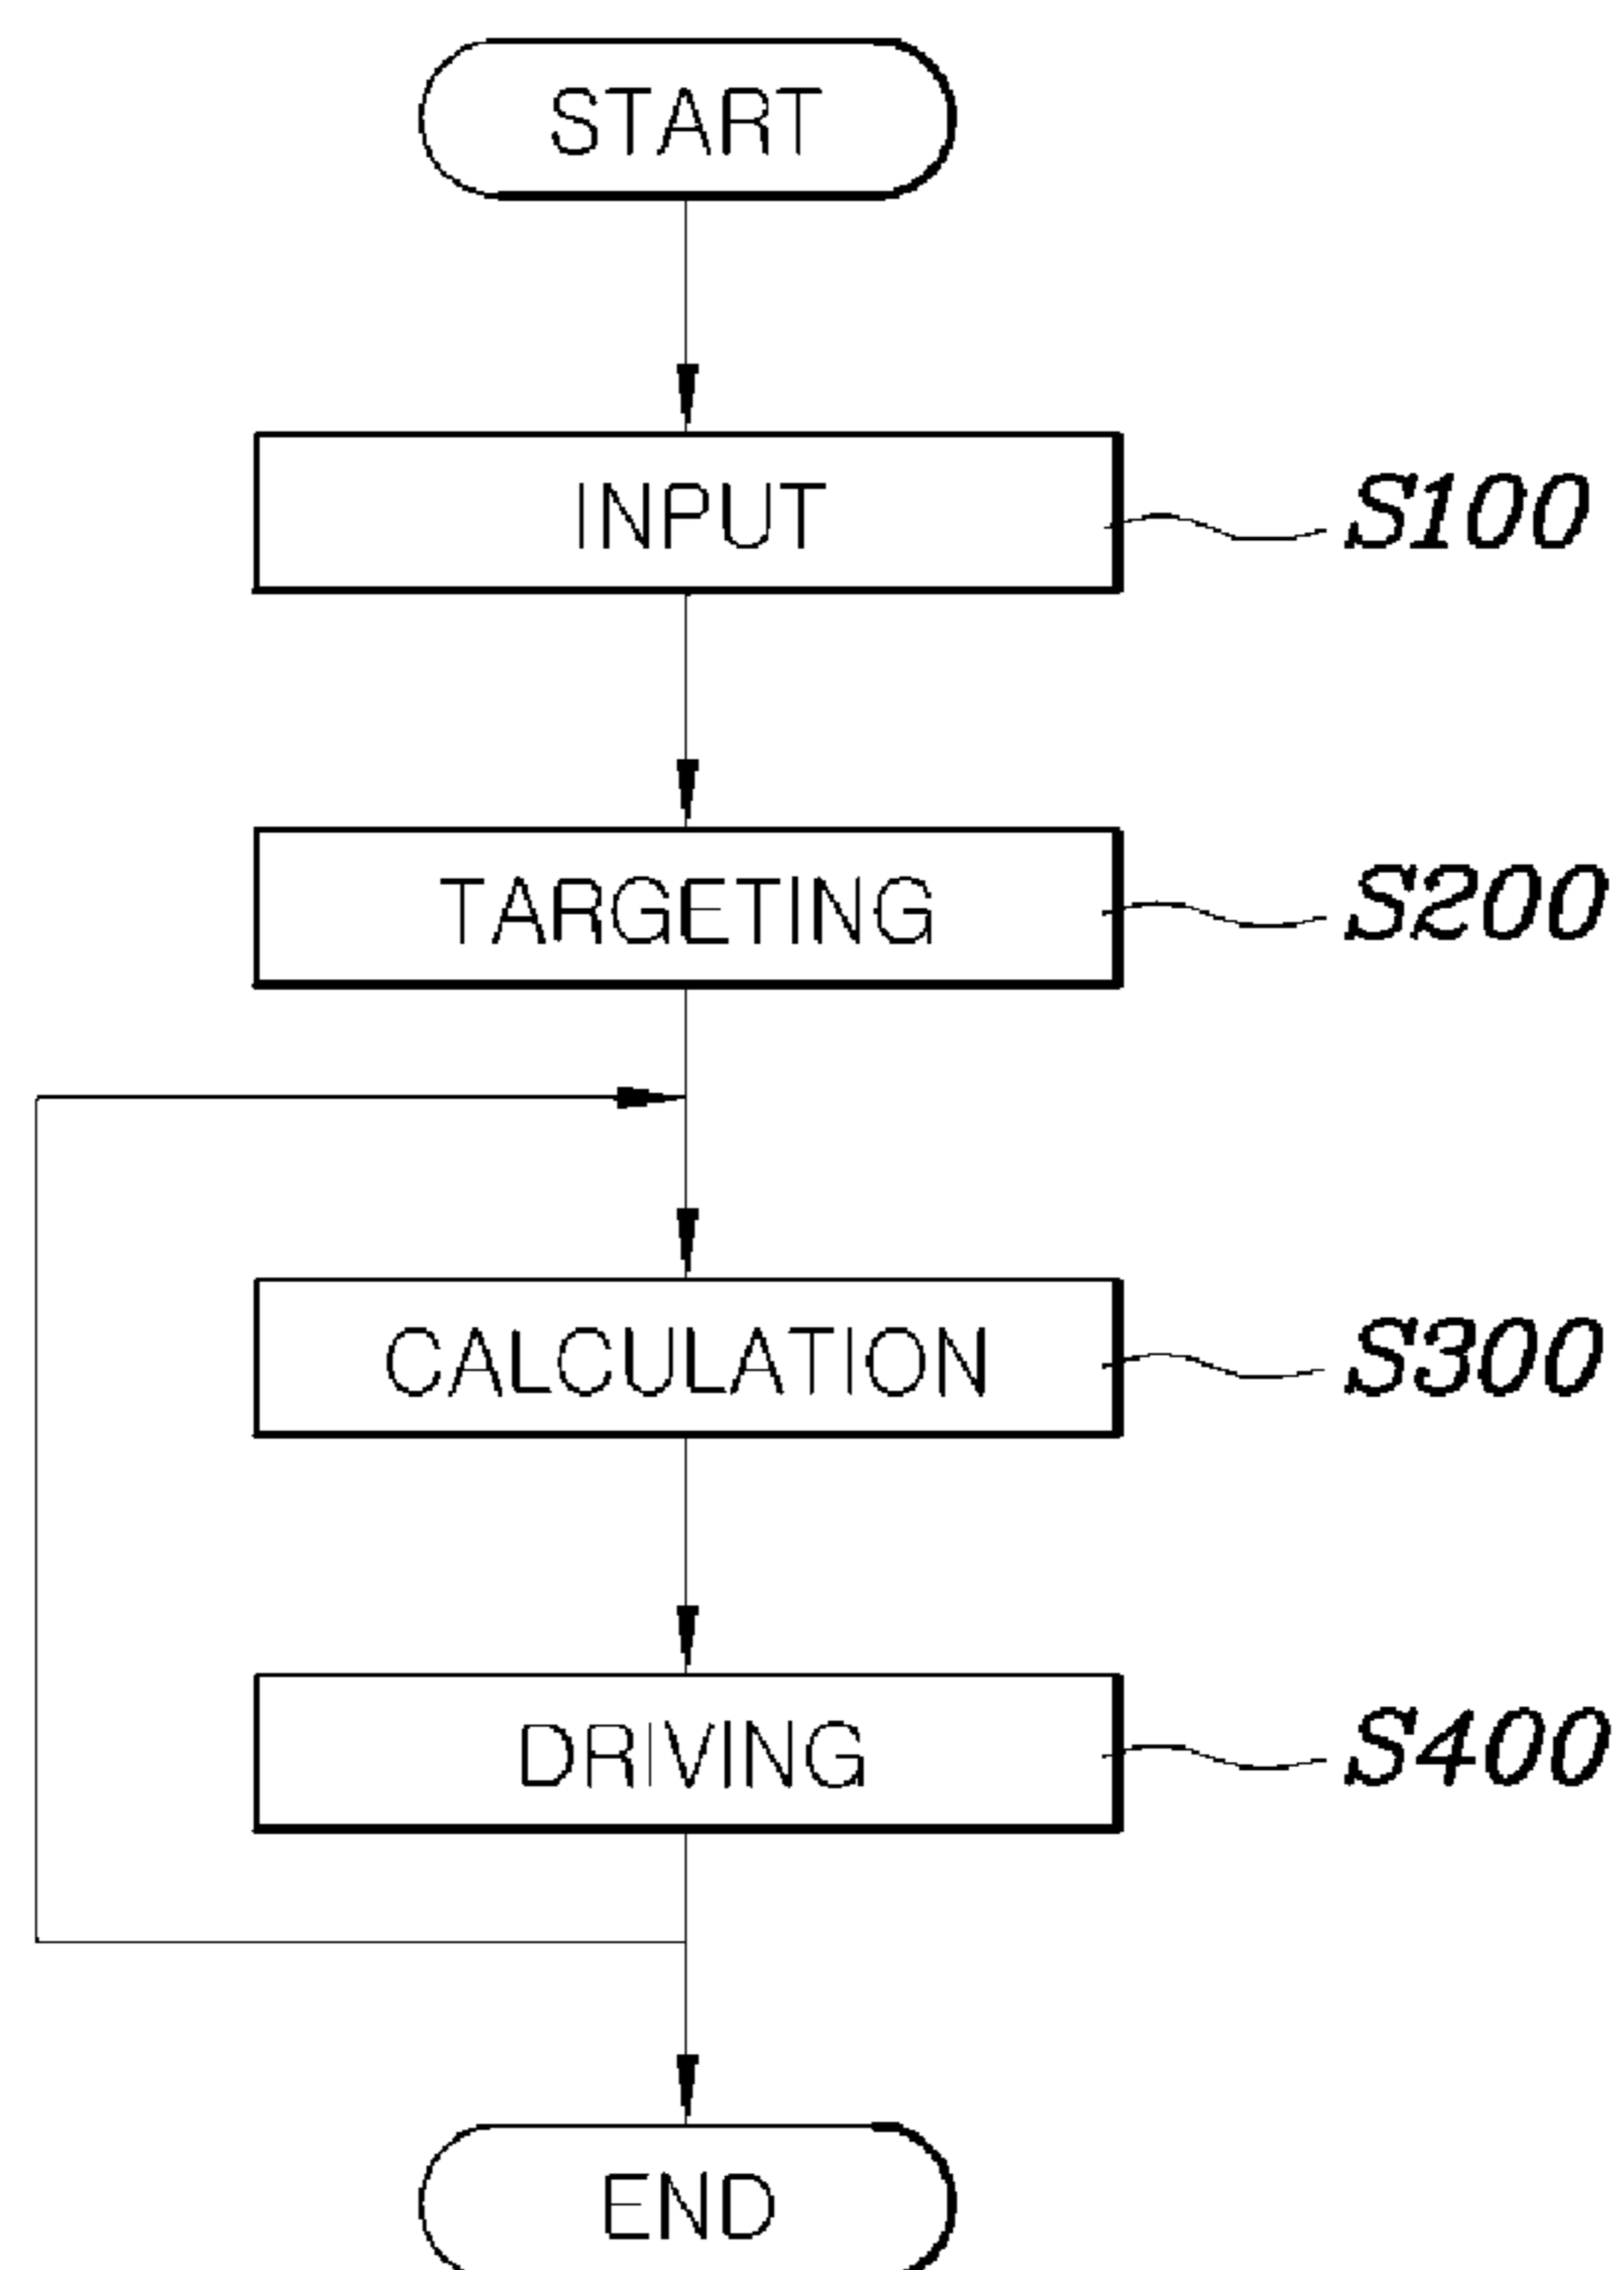 START
INPUT S100
TARGETING S200
CALCULATION S300
DRIVING S400
END